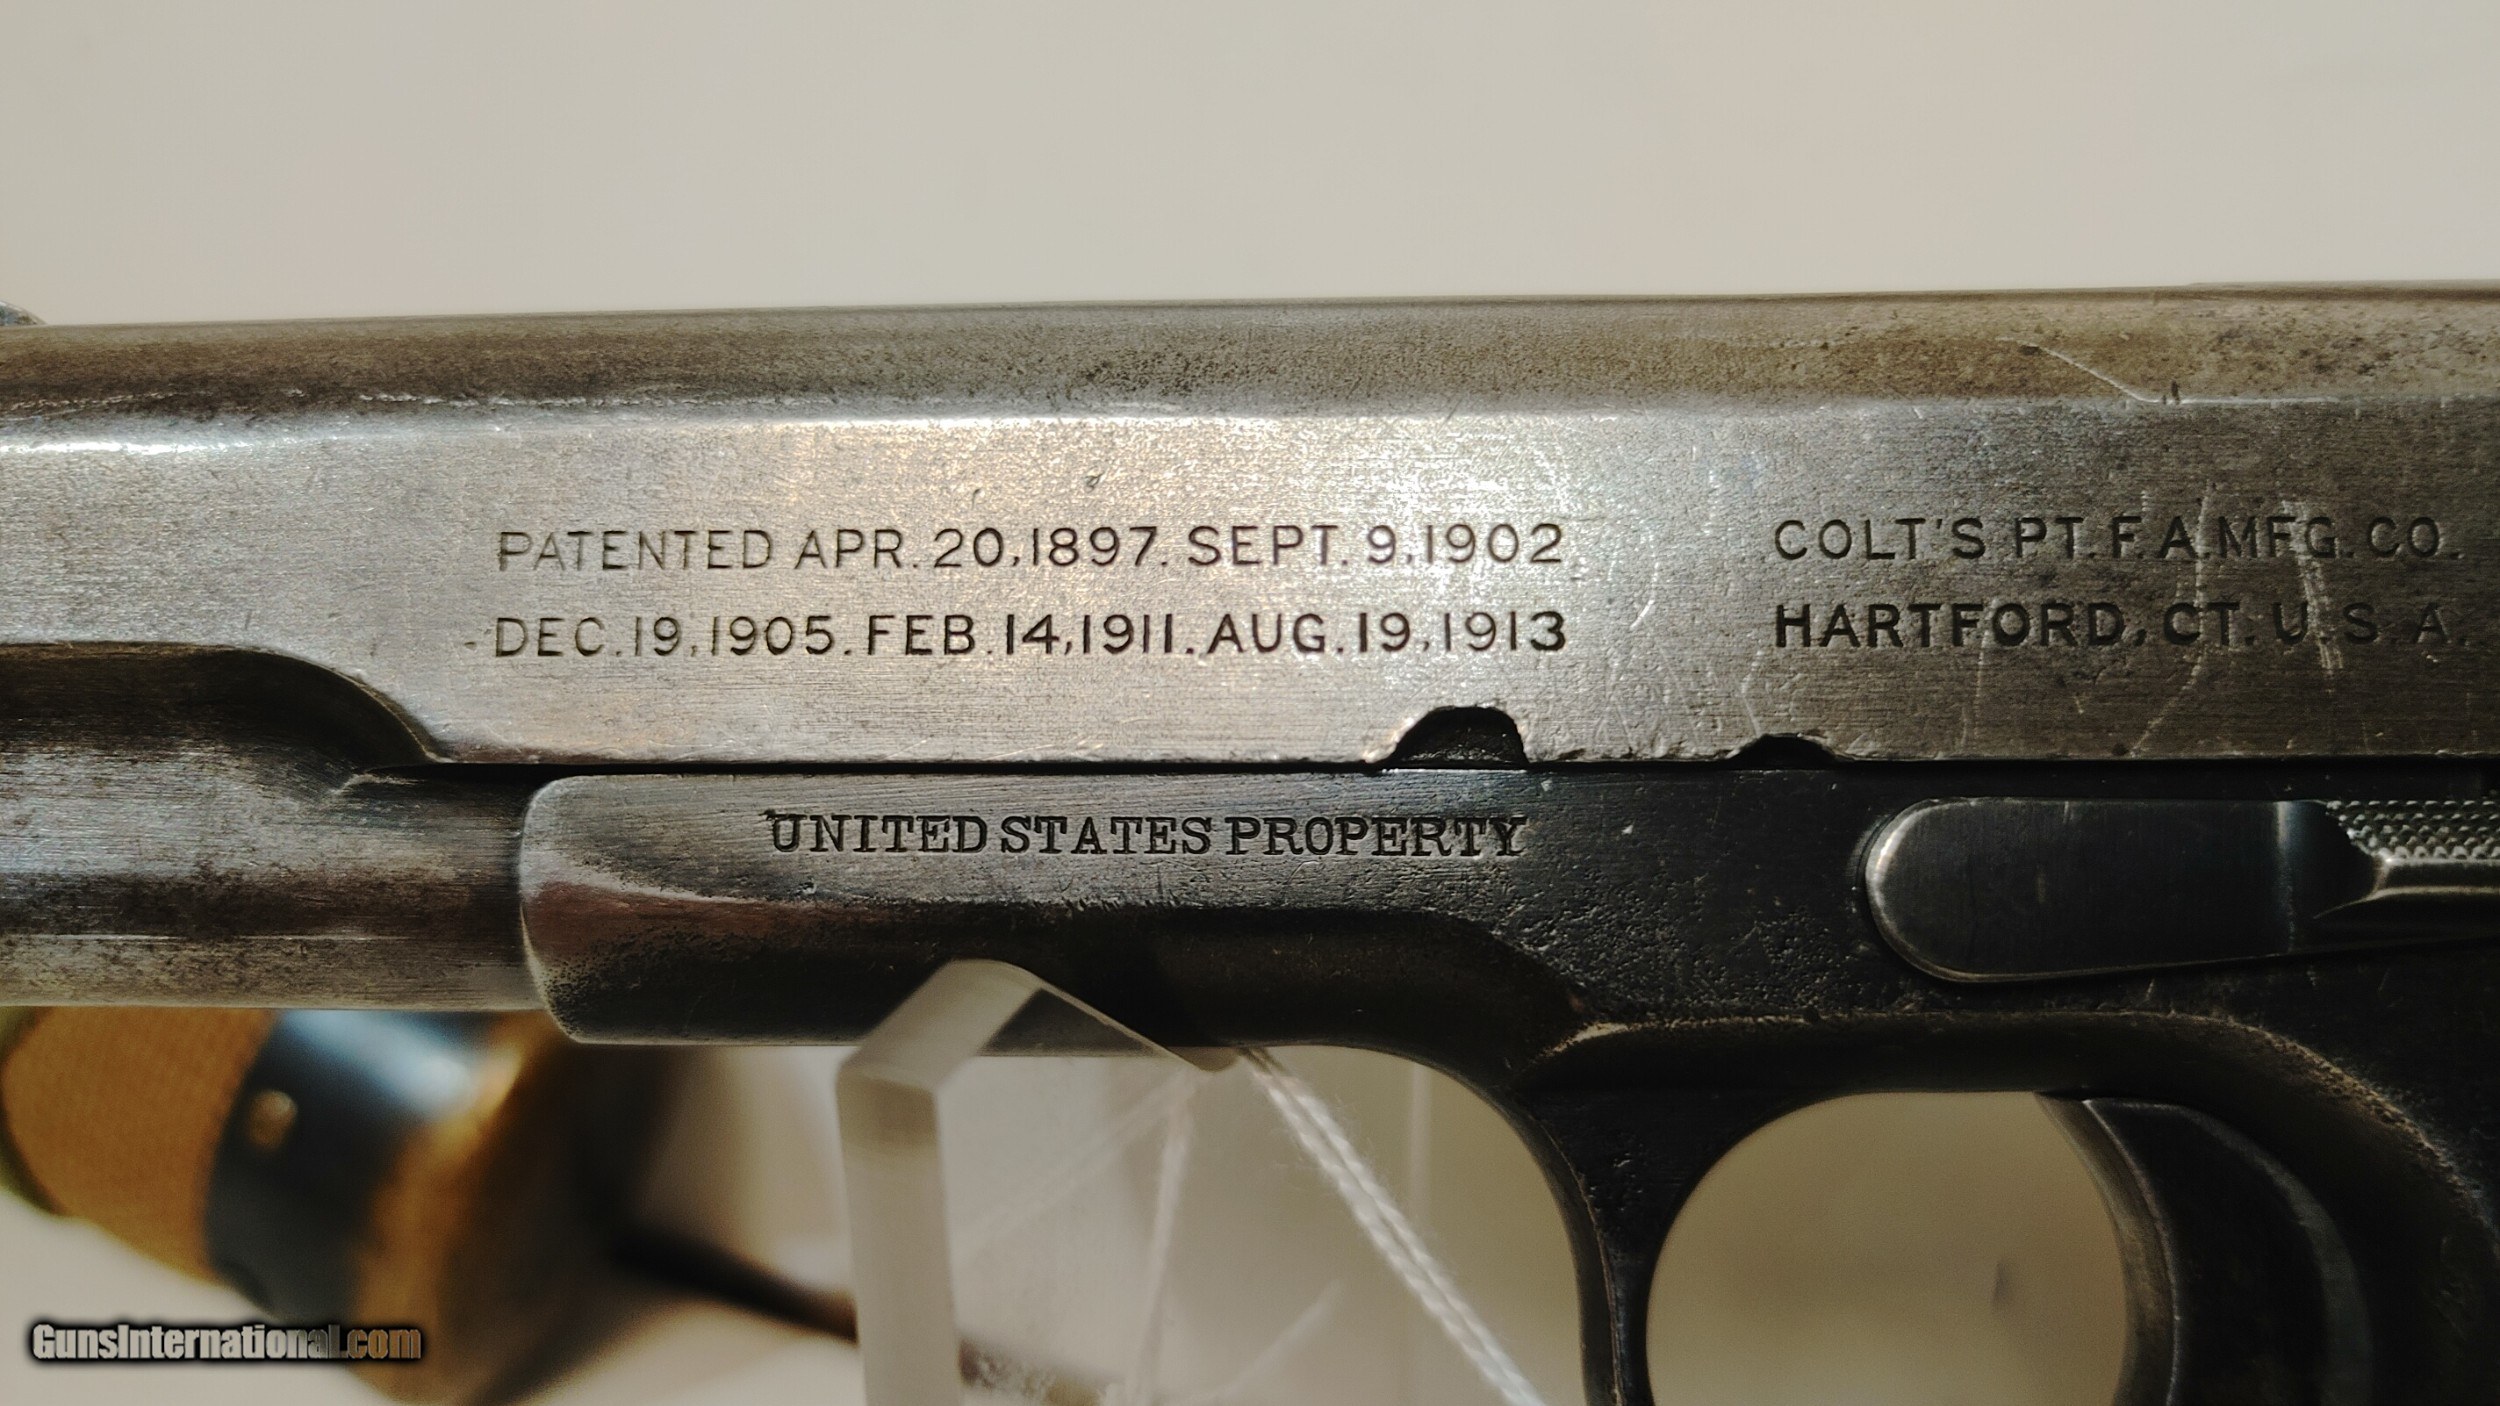 PATENTED APR. 20, 1897. SEPT. 9, 1902
DEC. 19, 1905. FEB. 14, 1911. AUG. 19, 1913
COLT'S PT. F. A. MFG. CO.
HARTFORD, CT. U. S. A.
UNITED STATES PROPERTY
GunsInternational.com